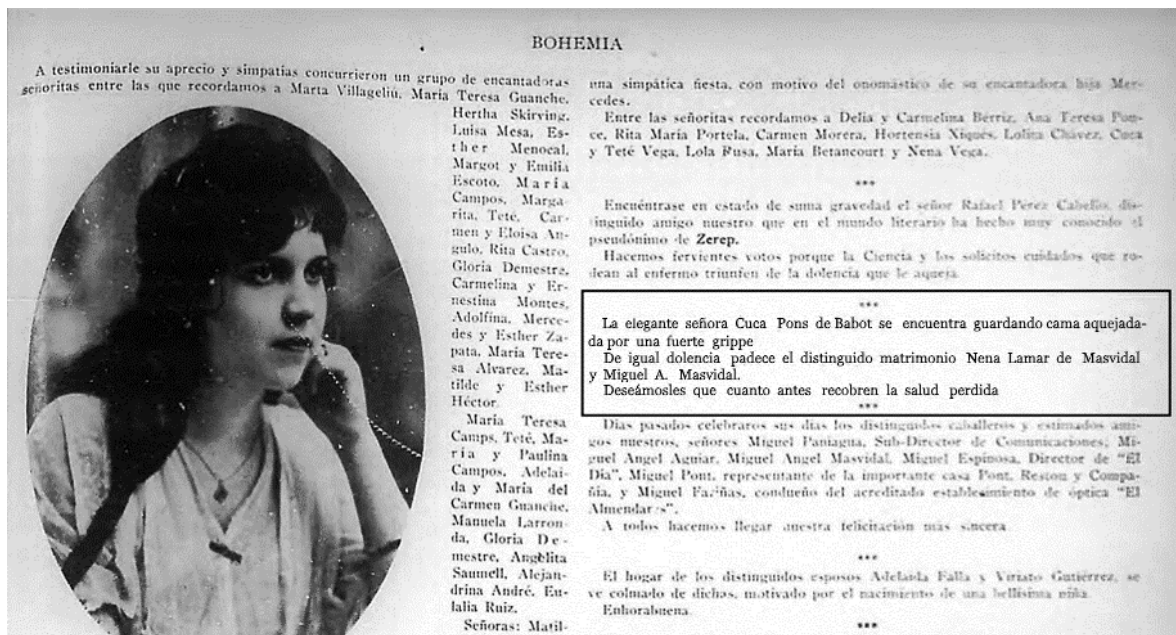 BOHEMIA
A testimoniarle su aprecio y simpatías concurrieron un grupo de encantadoras
señoritas entre las que recordamos a Marta Villageliú, María Teresa Guanche,
Hertha Skirving,
Luisa Mesa, Es-
ther Menocal,
Margot y Emilia
Escoto, María
Campos, Marga-
rita, Teté, Car-
men y Eloisa An-
gulo, Rita Castro,
Gloria Demestre,
Carmelina y Er-
nestina Montes,
Adolfina, Merce-
des y Esther Za-
pata, María Tere-
sa Alvarez, Ma-
tilde y Esther
Héctor.
María Teresa
Camps, Teté, Ma-
ría y Paulina
Campos, Adelai-
da y María del
Carmen Guanche,
Manuela Larron-
da, Gloria De-
mestre, Angelita
Saumell, Alejan-
drina André, Eu-
lalia Ruiz.
Señoras: Matil-
una simpática fiesta, con motivo del onomástico de su encantadora hija Mer-
cedes.
Entre las señoritas recordamos a Delia y Carmelina Berriz, Ana Teresa Pon-
ce, Rita María Portela, Carmen Morera, Hortensia Xiqués, Lolita Chávez, Cuca
y Teté Vega, Lola Rusa, María Betancourt y Nena Vega.
***
Encuéntrase en estado de suma gravedad el señor Rafael Pérez Cabello, dis-
tinguido amigo nuestro que en el mundo literario ha hecho muy conocido el
pseudónimo de Zerep.
Hacemos fervientes votos porque la Ciencia y los solícitos cuidados que ro-
dean al enfermo triunfen de la dolencia que le aqueja.
***
La elegante señora Cuca Pons de Babot se encuentra guardando cama aquejada-
da por una fuerte grippe
De igual dolencia padece el distinguido matrimonio Nena Lamar de Masvidal
y Miguel A. Masvidal.
Deseámosles que cuanto antes recobren la salud perdida
***
Días pasados celebraros sus días los distinguidos caballeros y estimados ami-
gos nuestros, señores Miguel Paniagua, Sub-Director de Comunicaciones; Mi-
guel Angel Aguiar, Miguel Angel Masvidal, Miguel Espinosa, Director de "El
Día", Miguel Pont, representante de la importante casa Pont, Restoy y Compa-
ñía, y Miguel Fariñas, condueño del acreditado establecimiento de óptica "El
Almendares".
A todos hacemos llegar nuestra felicitación más sincera.
***
El hogar de los distinguidos esposos Adelaida Falla y Viriato Gutiérrez, se
ve colmado de dichas, motivado por el nacimiento de una bellísima niña.
Enhorabuena.
***